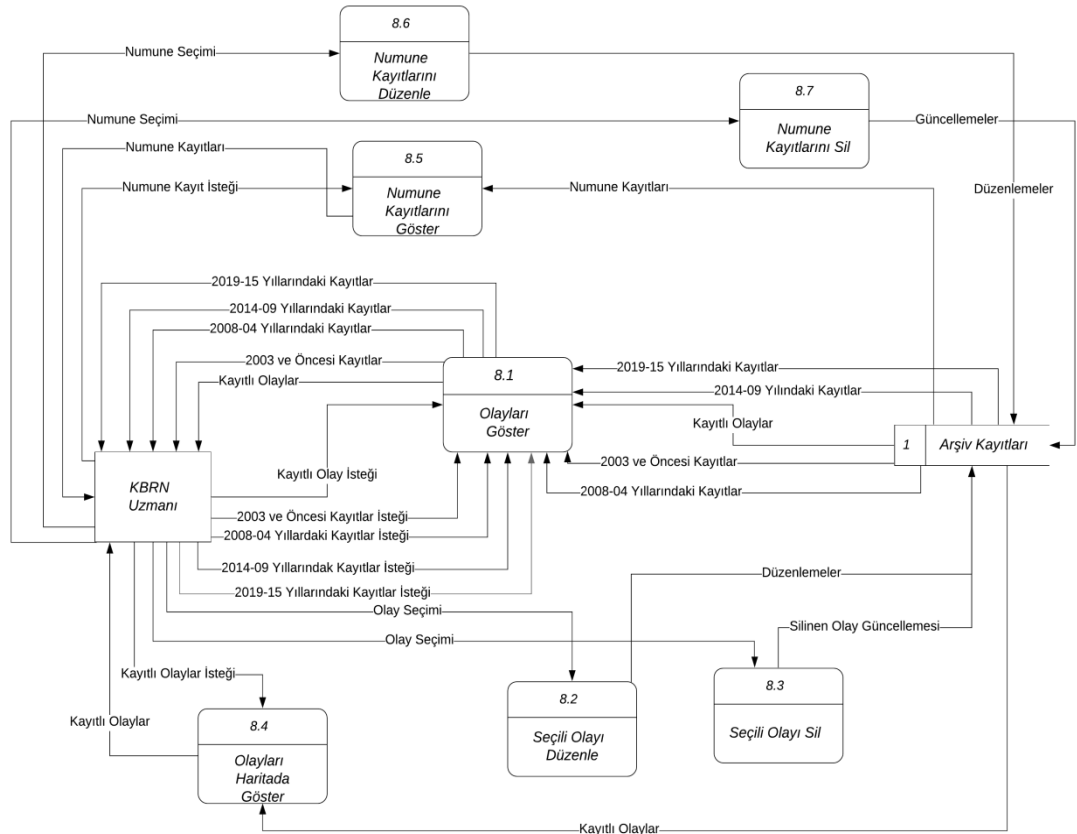 8.6
Numune Seçimi
Numune
Kayıtlarını
Düzenle
8.7
Numune Seçimi
Güncellemeler
Numune
Kayıtlarını Sil
Numune Kayıtları
8.5
Numune Kayıt İsteği
Numune Kayıtları
Düzenlemeler
Numune
Kayıtlarını
Göster
2019-15 Yıllarındaki Kayıtlar
2014-09 Yıllarındaki Kayıtlar
2008-04 Yıllarındaki Kayıtlar
2003 ve Öncesi Kayıtlar
Kayıtlı Olaylar
8.1
2019-15 Yıllarındaki Kayıtlar
2014-09 Yılındaki Kayıtlar
Olayları
Göster
Kayıtlı Olaylar
1
Arşiv Kayıtları
2003 ve Öncesi Kayıtlar
2008-04 Yıllarındaki Kayıtlar
Kayıtlı Olay İsteği
KBRN
Uzmanı
2003 ve Öncesi Kayıtlar İsteği
2008-04 Yıllardaki Kayıtlar İsteği
2014-09 Yıllarındak Kayıtlar İsteği
2019-15 Yıllarındaki Kayıtlar İsteği
Düzenlemeler
Olay Seçimi
Olay Seçimi
Silinen Olay Güncellemesi
Kayıtlı Olaylar İsteği
8.2
8.3
Kayıtlı Olaylar
8.4
Seçili Olayı
Düzenle
Seçili Olayı Sil
Olayları
Haritada
Göster
Kayıtlı Olaylar